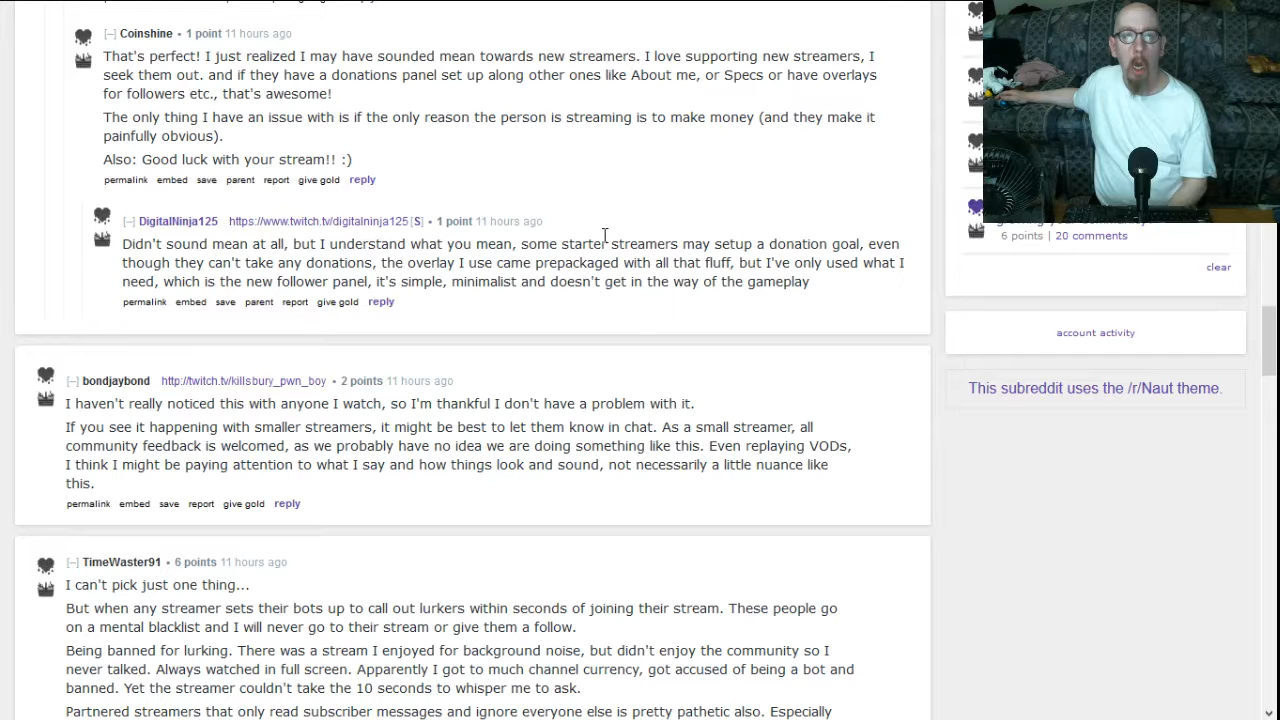 [–] Coinshine • 1 point 11 hours ago
That's perfect! I just realized I may have sounded mean towards new streamers. I love supporting new streamers, I
seek them out. and if they have a donations panel set up along other ones like About me, or Specs or have overlays
for followers etc., that's awesome!
The only thing I have an issue with is if the only reason the person is streaming is to make money (and they make it
painfully obvious).
Also: Good luck with your stream!! :)
permalink embed save parent report give gold reply
[–] DigitalNinja125 https://www.twitch.tv/digitalninja125 [S] • 1 point 11 hours ago
Didn't sound mean at all, but I understand what you mean, some starter streamers may setup a donation goal, even
though they can't take any donations, the overlay I use came prepackaged with all that fluff, but I've only used what I
need, which is the new follower panel, it's simple, minimalist and doesn't get in the way of the gameplay
permalink embed save parent report give gold reply
[–] bondjaybond http://twitch.tv/killsbury_pwn_boy • 2 points 11 hours ago
I haven't really noticed this with anyone I watch, so I'm thankful I don't have a problem with it.
If you see it happening with smaller streamers, it might be best to let them know in chat. As a small streamer, all
community feedback is welcomed, as we probably have no idea we are doing something like this. Even replaying VODs,
I think I might be paying attention to what I say and how things look and sound, not necessarily a little nuance like
this.
permalink embed save report give gold reply
[–] TimeWaster91 • 6 points 11 hours ago
I can't pick just one thing...
But when any streamer sets their bots up to call out lurkers within seconds of joining their stream. These people go
on a mental blacklist and I will never go to their stream or give them a follow.
Being banned for lurking. There was a stream I enjoyed for background noise, but didn't enjoy the community so I
never talked. Always watched in full screen. Apparently I got to much channel currency, got accused of being a bot and
banned. Yet the streamer couldn't take the 10 seconds to whisper me to ask.
Partnered streamers that only read subscriber messages and ignore everyone else is pretty pathetic also. Especially
6 points | 20 comments
clear
account activity
This subreddit uses the /r/Naut theme.